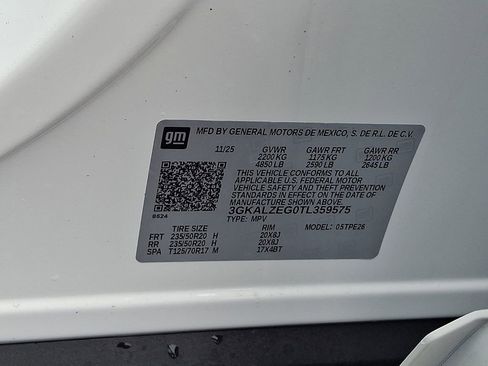 gm MFD BY GENERAL MOTORS DE MEXICO, S. DE R.L. DE C.V.
11/25 GVWR GAWR FRT GAWR RR
2200 KG 1175 KG 1200 KG
4850 LB 2590 LB 2645 LB
THIS VEHICLE CONFORMS TO ALL
APPLICABLE U.S. FEDERAL MOTOR
VEHICLE SAFETY AND THEFT PREVENTION
STANDARDS IN EFFECT ON THE DATE OF
MANUFACTURE SHOWN ABOVE.
3GKALZEG0TL359575
8524
TYPE: MPV MODEL: 05TPE26
TIRE SIZE RIM
FRT 235/50R20 H 20X8J
RR 235/50R20 H 20X8J
SPA T125/70R17 M 17X4BT